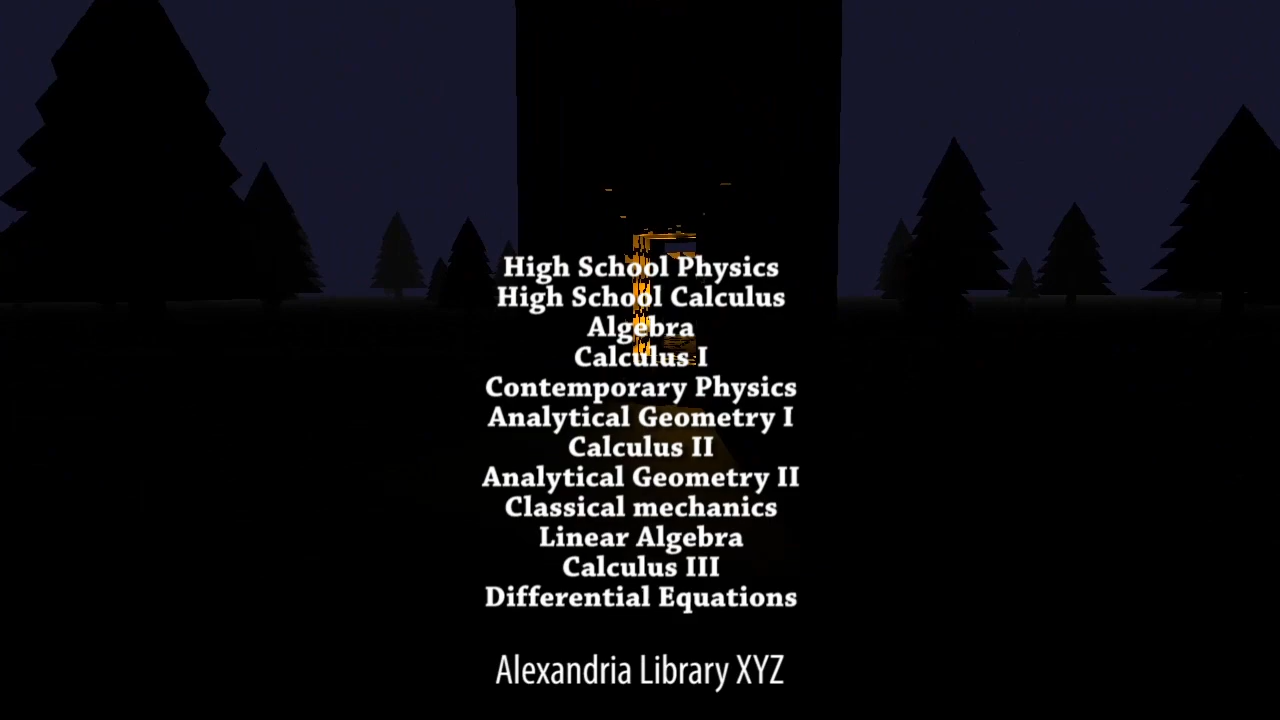 High School Physics
High School Calculus
Algebra
Calculus I
Contemporary Physics
Analytical Geometry I
Calculus II
Analytical Geometry II
Classical mechanics
Linear Algebra
Calculus III
Differential Equations
Alexandria Library XYZ